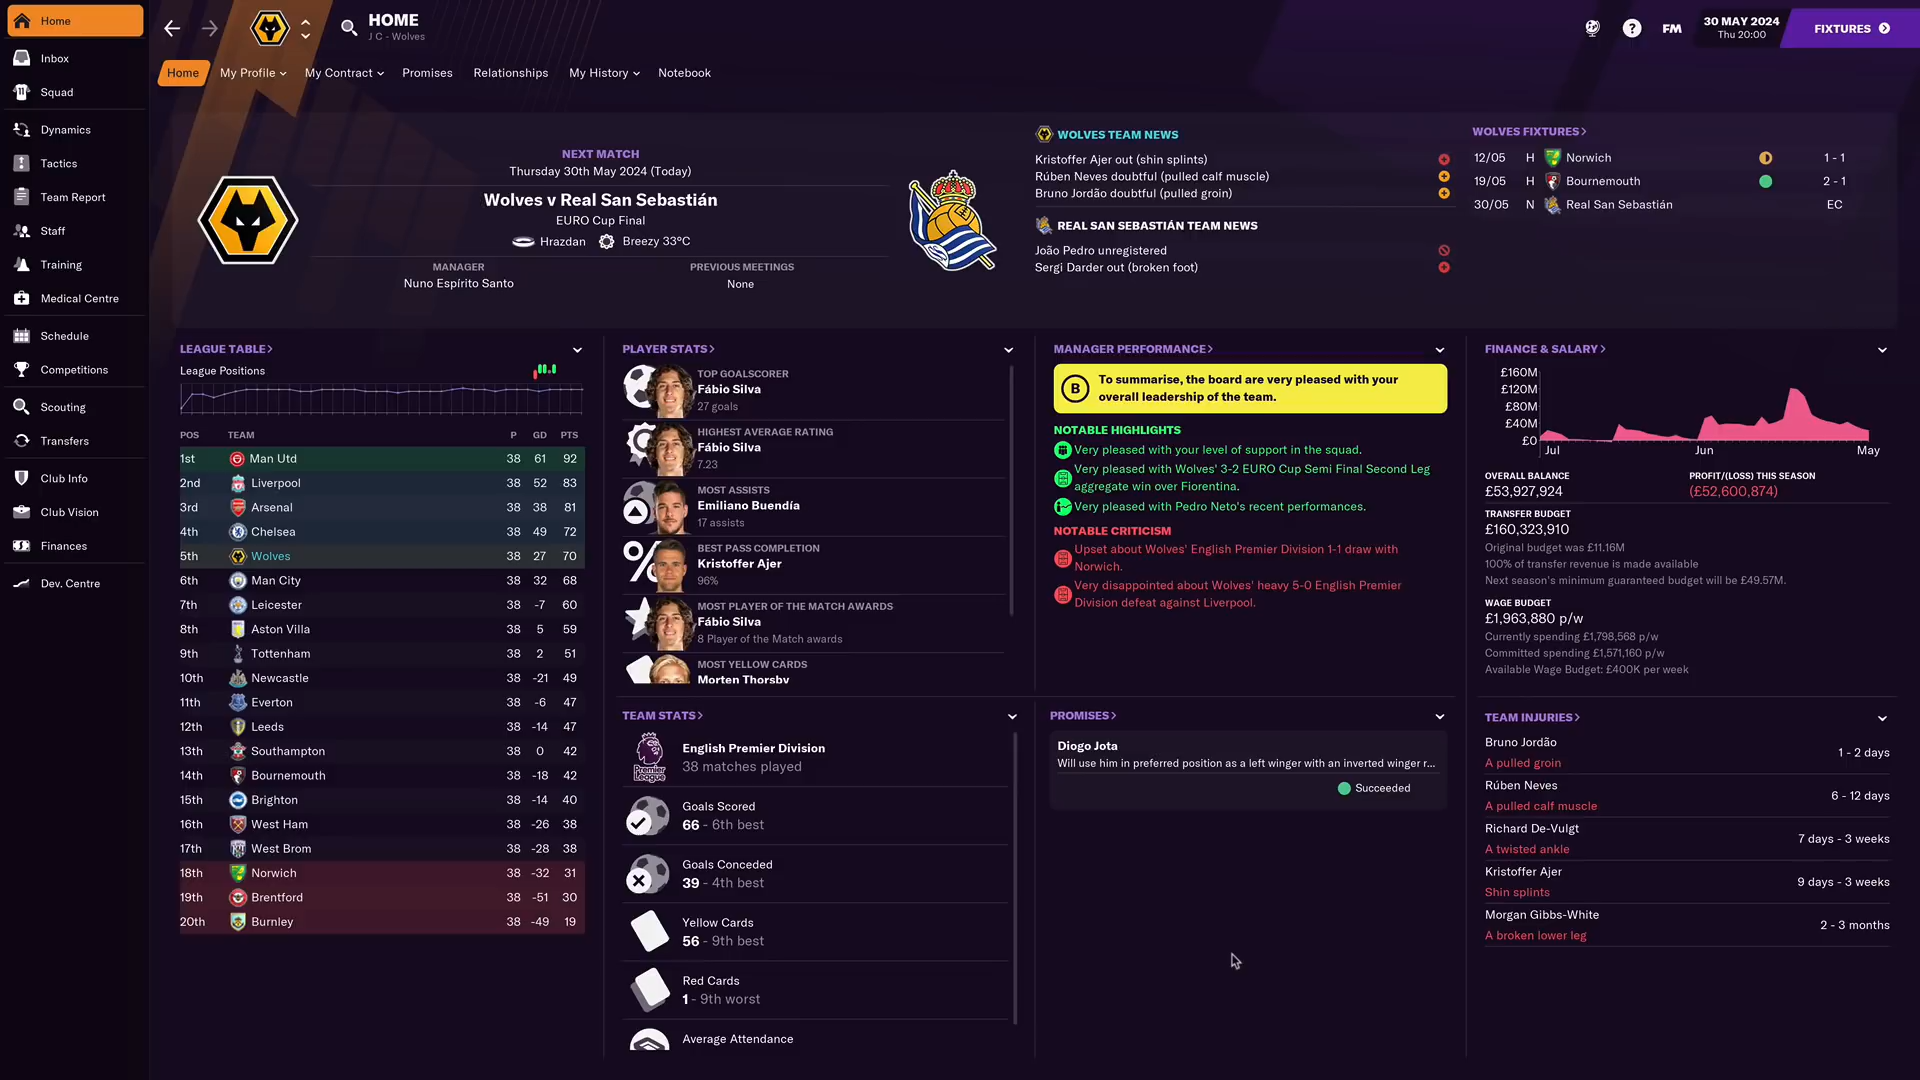 Home
Inbox
Squad
Dynamics
Tactics
Team Report
Staff
Training
Medical Centre
Schedule
Competitions
Scouting
Transfers
Club Info
Club Vision
Finances
Dev. Centre
HOME
J C - Wolves
FM
30 MAY 2024
Thu 20:00
FIXTURES
Home
My Profile
My Contract
Promises
Relationships
My History
Notebook
NEXT MATCH
Thursday 30th May 2024 (Today)
Wolves v Real San Sebastián
EURO Cup Final
Hrazdan Breezy 33°C
MANAGER
Nuno Espírito Santo
PREVIOUS MEETINGS
None
WOLVES TEAM NEWS
Kristoffer Ajer out (shin splints)
Rúben Neves doubtful (pulled calf muscle)
Bruno Jordão doubtful (pulled groin)
REAL SAN SEBASTIÁN TEAM NEWS
João Pedro unregistered
Sergi Darder out (broken foot)
WOLVES FIXTURES>
12/05 H Norwich 1 - 1
19/05 H Bournemouth 2 - 1
30/05 N Real San Sebastián EC
LEAGUE TABLE>
League Positions
POS TEAM P GD PTS
1st Man Utd 38 61 92
2nd Liverpool 38 52 83
3rd Arsenal 38 38 81
4th Chelsea 38 49 72
5th Wolves 38 27 70
6th Man City 38 32 68
7th Leicester 38 -7 60
8th Aston Villa 38 5 59
9th Tottenham 38 2 51
10th Newcastle 38 -21 49
11th Everton 38 -6 47
12th Leeds 38 -14 47
13th Southampton 38 0 42
14th Bournemouth 38 -18 42
15th Brighton 38 -14 40
16th West Ham 38 -26 38
17th West Brom 38 -28 38
18th Norwich 38 -32 31
19th Brentford 38 -51 30
20th Burnley 38 -49 19
PLAYER STATS>
TOP GOALSCORER
Fábio Silva
27 goals
HIGHEST AVERAGE RATING
Fábio Silva
7.23
MOST ASSISTS
Emiliano Buendía
17 assists
BEST PASS COMPLETION
Kristoffer Ajer
96%
MOST PLAYER OF THE MATCH AWARDS
Fábio Silva
8 Player of the Match awards
MOST YELLOW CARDS
Morten Thorsby
TEAM STATS>
Premier League
English Premier Division
38 matches played
Goals Scored
66 - 6th best
Goals Conceded
39 - 4th best
Yellow Cards
56 - 9th best
Red Cards
1 - 9th worst
Average Attendance
MANAGER PERFORMANCE>
B
To summarise, the board are very pleased with your
overall leadership of the team.
NOTABLE HIGHLIGHTS
Very pleased with your level of support in the squad.
Very pleased with Wolves' 3-2 EURO Cup Semi Final Second Leg
aggregate win over Fiorentina.
Very pleased with Pedro Neto's recent performances.
NOTABLE CRITICISM
Upset about Wolves' English Premier Division 1-1 draw with
Norwich.
Very disappointed about Wolves' heavy 5-0 English Premier
Division defeat against Liverpool.
PROMISES>
Diogo Jota
Will use him in preferred position as a left winger with an inverted winger r...
Succeeded
FINANCE & SALARY>
£160M
£120M
£80M
£40M
£0
Jul Jun May
OVERALL BALANCE
£53,927,924
PROFIT/(LOSS) THIS SEASON
(£52,600,874)
TRANSFER BUDGET
£160,323,910
Original budget was £11.16M
100% of transfer revenue is made available
Next season's minimum guaranteed budget will be £49.57M.
WAGE BUDGET
£1,963,880 p/w
Currently spending £1,798,568 p/w
Committed spending £1,571,160 p/w
Available Wage Budget: £400K per week
TEAM INJURIES>
Bruno Jordão
A pulled groin
1 - 2 days
Rúben Neves
A pulled calf muscle
6 - 12 days
Richard De-Vulgt
A twisted ankle
7 days - 3 weeks
Kristoffer Ajer
Shin splints
9 days - 3 weeks
Morgan Gibbs-White
A broken lower leg
2 - 3 months